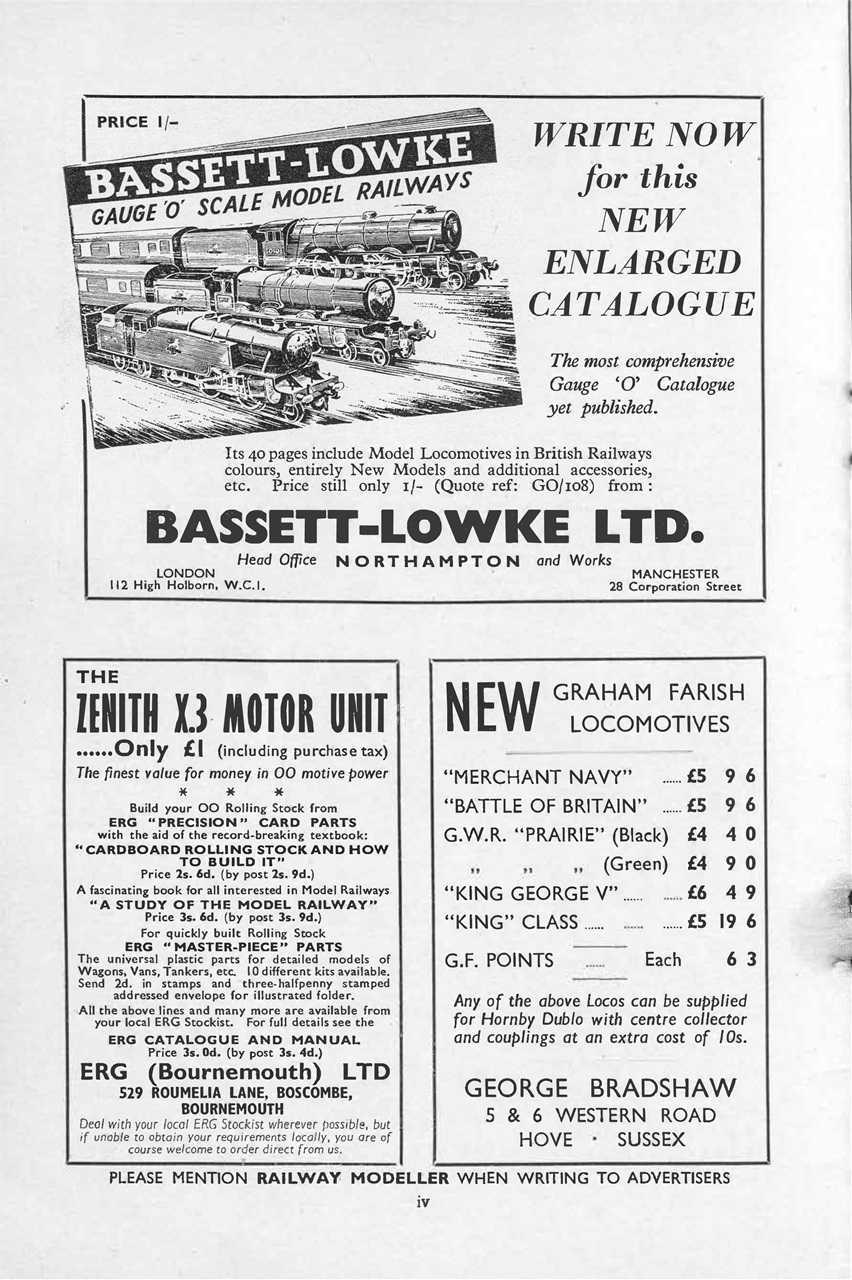 PRICE 1/-
BASSETT-LOWKE
GAUGE 'O' SCALE MODEL RAILWAYS
WRITE NOW
for this
NEW
ENLARGED
CATALOGUE
The most comprehensive
Gauge 'O' Catalogue
yet published.
Its 40 pages include Model Locomotives in British Railways
colours, entirely New Models and additional accessories,
etc. Price still only 1/- (Quote ref: GO/108) from :
BASSETT-LOWKE LTD.
Head Office NORTHAMPTON and Works
LONDON
112 High Holborn, W.C.1.
MANCHESTER
28 Corporation Street
THE
ZENITH X.3 MOTOR UNIT
......Only £1 (including purchase tax)
The finest value for money in OO motive power
* * *
Build your OO Rolling Stock from
ERG "PRECISION" CARD PARTS
with the aid of the record-breaking textbook:
"CARDBOARD ROLLING STOCK AND HOW
TO BUILD IT"
Price 2s. 6d. (by post 2s. 9d.)
A fascinating book for all interested in Model Railways
"A STUDY OF THE MODEL RAILWAY"
Price 3s. 6d. (by post 3s. 9d.)
For quickly built Rolling Stock
ERG "MASTER-PIECE" PARTS
The universal plastic parts for detailed models of
Wagons, Vans, Tankers, etc. 10 different kits available.
Send 2d. in stamps and three-halfpenny stamped
addressed envelope for illustrated folder.
All the above lines and many more are available from
your local ERG Stockist. For full details see the
ERG CATALOGUE AND MANUAL
Price 3s. 0d. (by post 3s. 4d.)
ERG (Bournemouth) LTD
529 ROUMELIA LANE, BOSCOMBE,
BOURNEMOUTH
Deal with your local ERG Stockist wherever possible, but
if unable to obtain your requirements locally, you are of
course welcome to order direct from us.
NEW GRAHAM FARISH
LOCOMOTIVES
"MERCHANT NAVY" ...... £5 9 6
"BATTLE OF BRITAIN" ...... £5 9 6
G.W.R. "PRAIRIE" (Black) £4 4 0
,, ,, ,, (Green) £4 9 0
"KING GEORGE V" ...... ...... £6 4 9
"KING" CLASS ...... ...... ...... £5 19 6
G.F. POINTS ...... Each 6 3
Any of the above Locos can be supplied
for Hornby Dublo with centre collector
and couplings at an extra cost of 10s.
GEORGE BRADSHAW
5 & 6 WESTERN ROAD
HOVE · SUSSEX
PLEASE MENTION RAILWAY MODELLER WHEN WRITING TO ADVERTISERS
iv